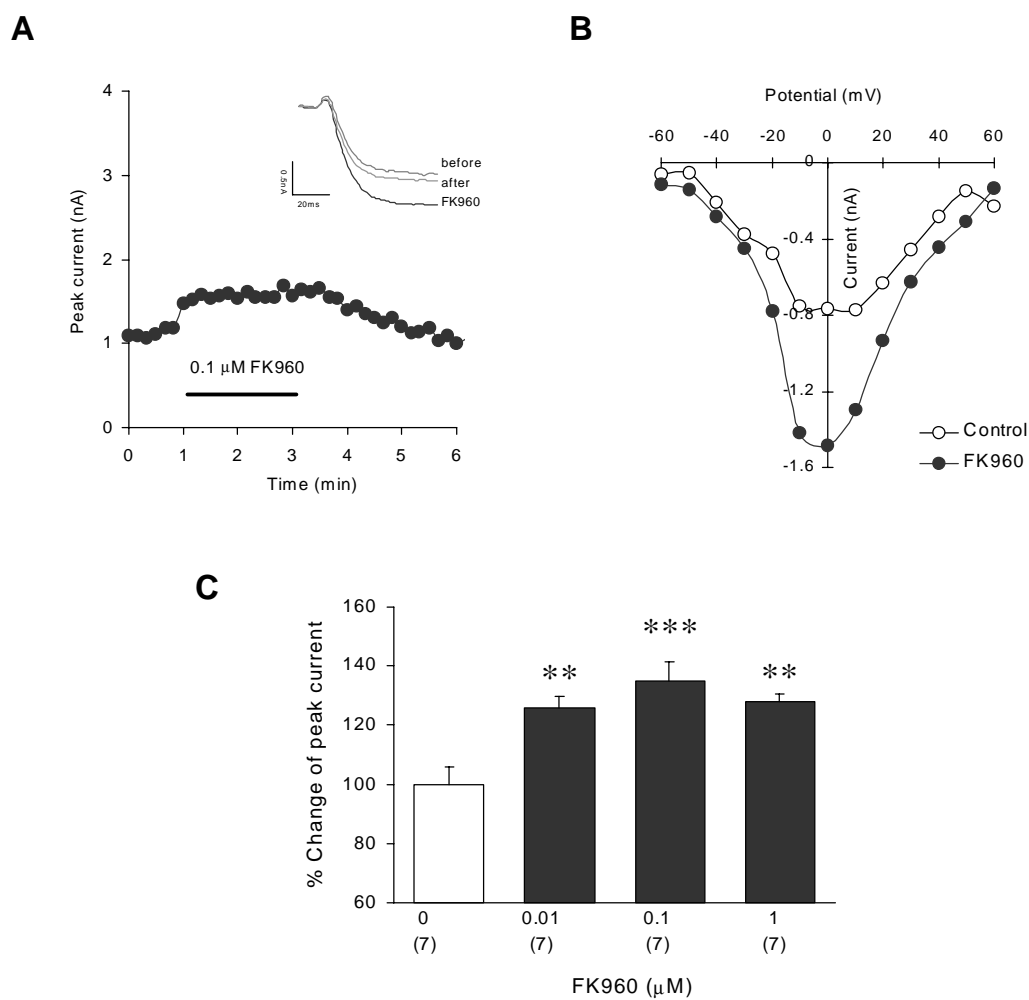 A
4
3
2
1
0
Peak current (nA)
before
after
FK960
0.5nA
20ms
0.1 μM FK960
0 1 2 3 4 5 6
Time (min)
B
Potential (mV)
-60 -40 -20 0 20 40 60
0
-0.4
-0.8
-1.2
-1.6
Current (nA)
Control
FK960
C
160
140
120
100
80
60
% Change of peak current
** *** **
0 0.01 0.1 1
(7) (7) (7) (7)
FK960 (μM)